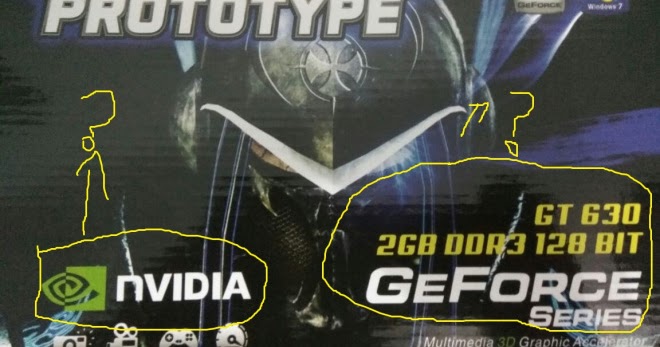 PROTOTYPE
GEFORCE
Windows 7
?
?
GT 630
2GB DDR3 128 BIT
nVIDIA
GEFORCE
SERIES
Multimedia 3D Graphic Accelerator